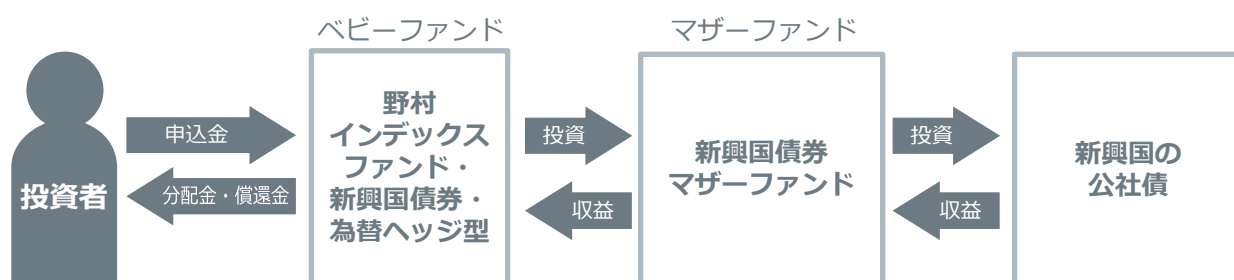 ベビーファンド
マザーファンド
投資者
申込金
分配金・償還金
野村
インデックス
ファンド・
新興国債券・
為替ヘッジ型
投資
収益
新興国債券
マザーファンド
投資
収益
新興国の
公社債